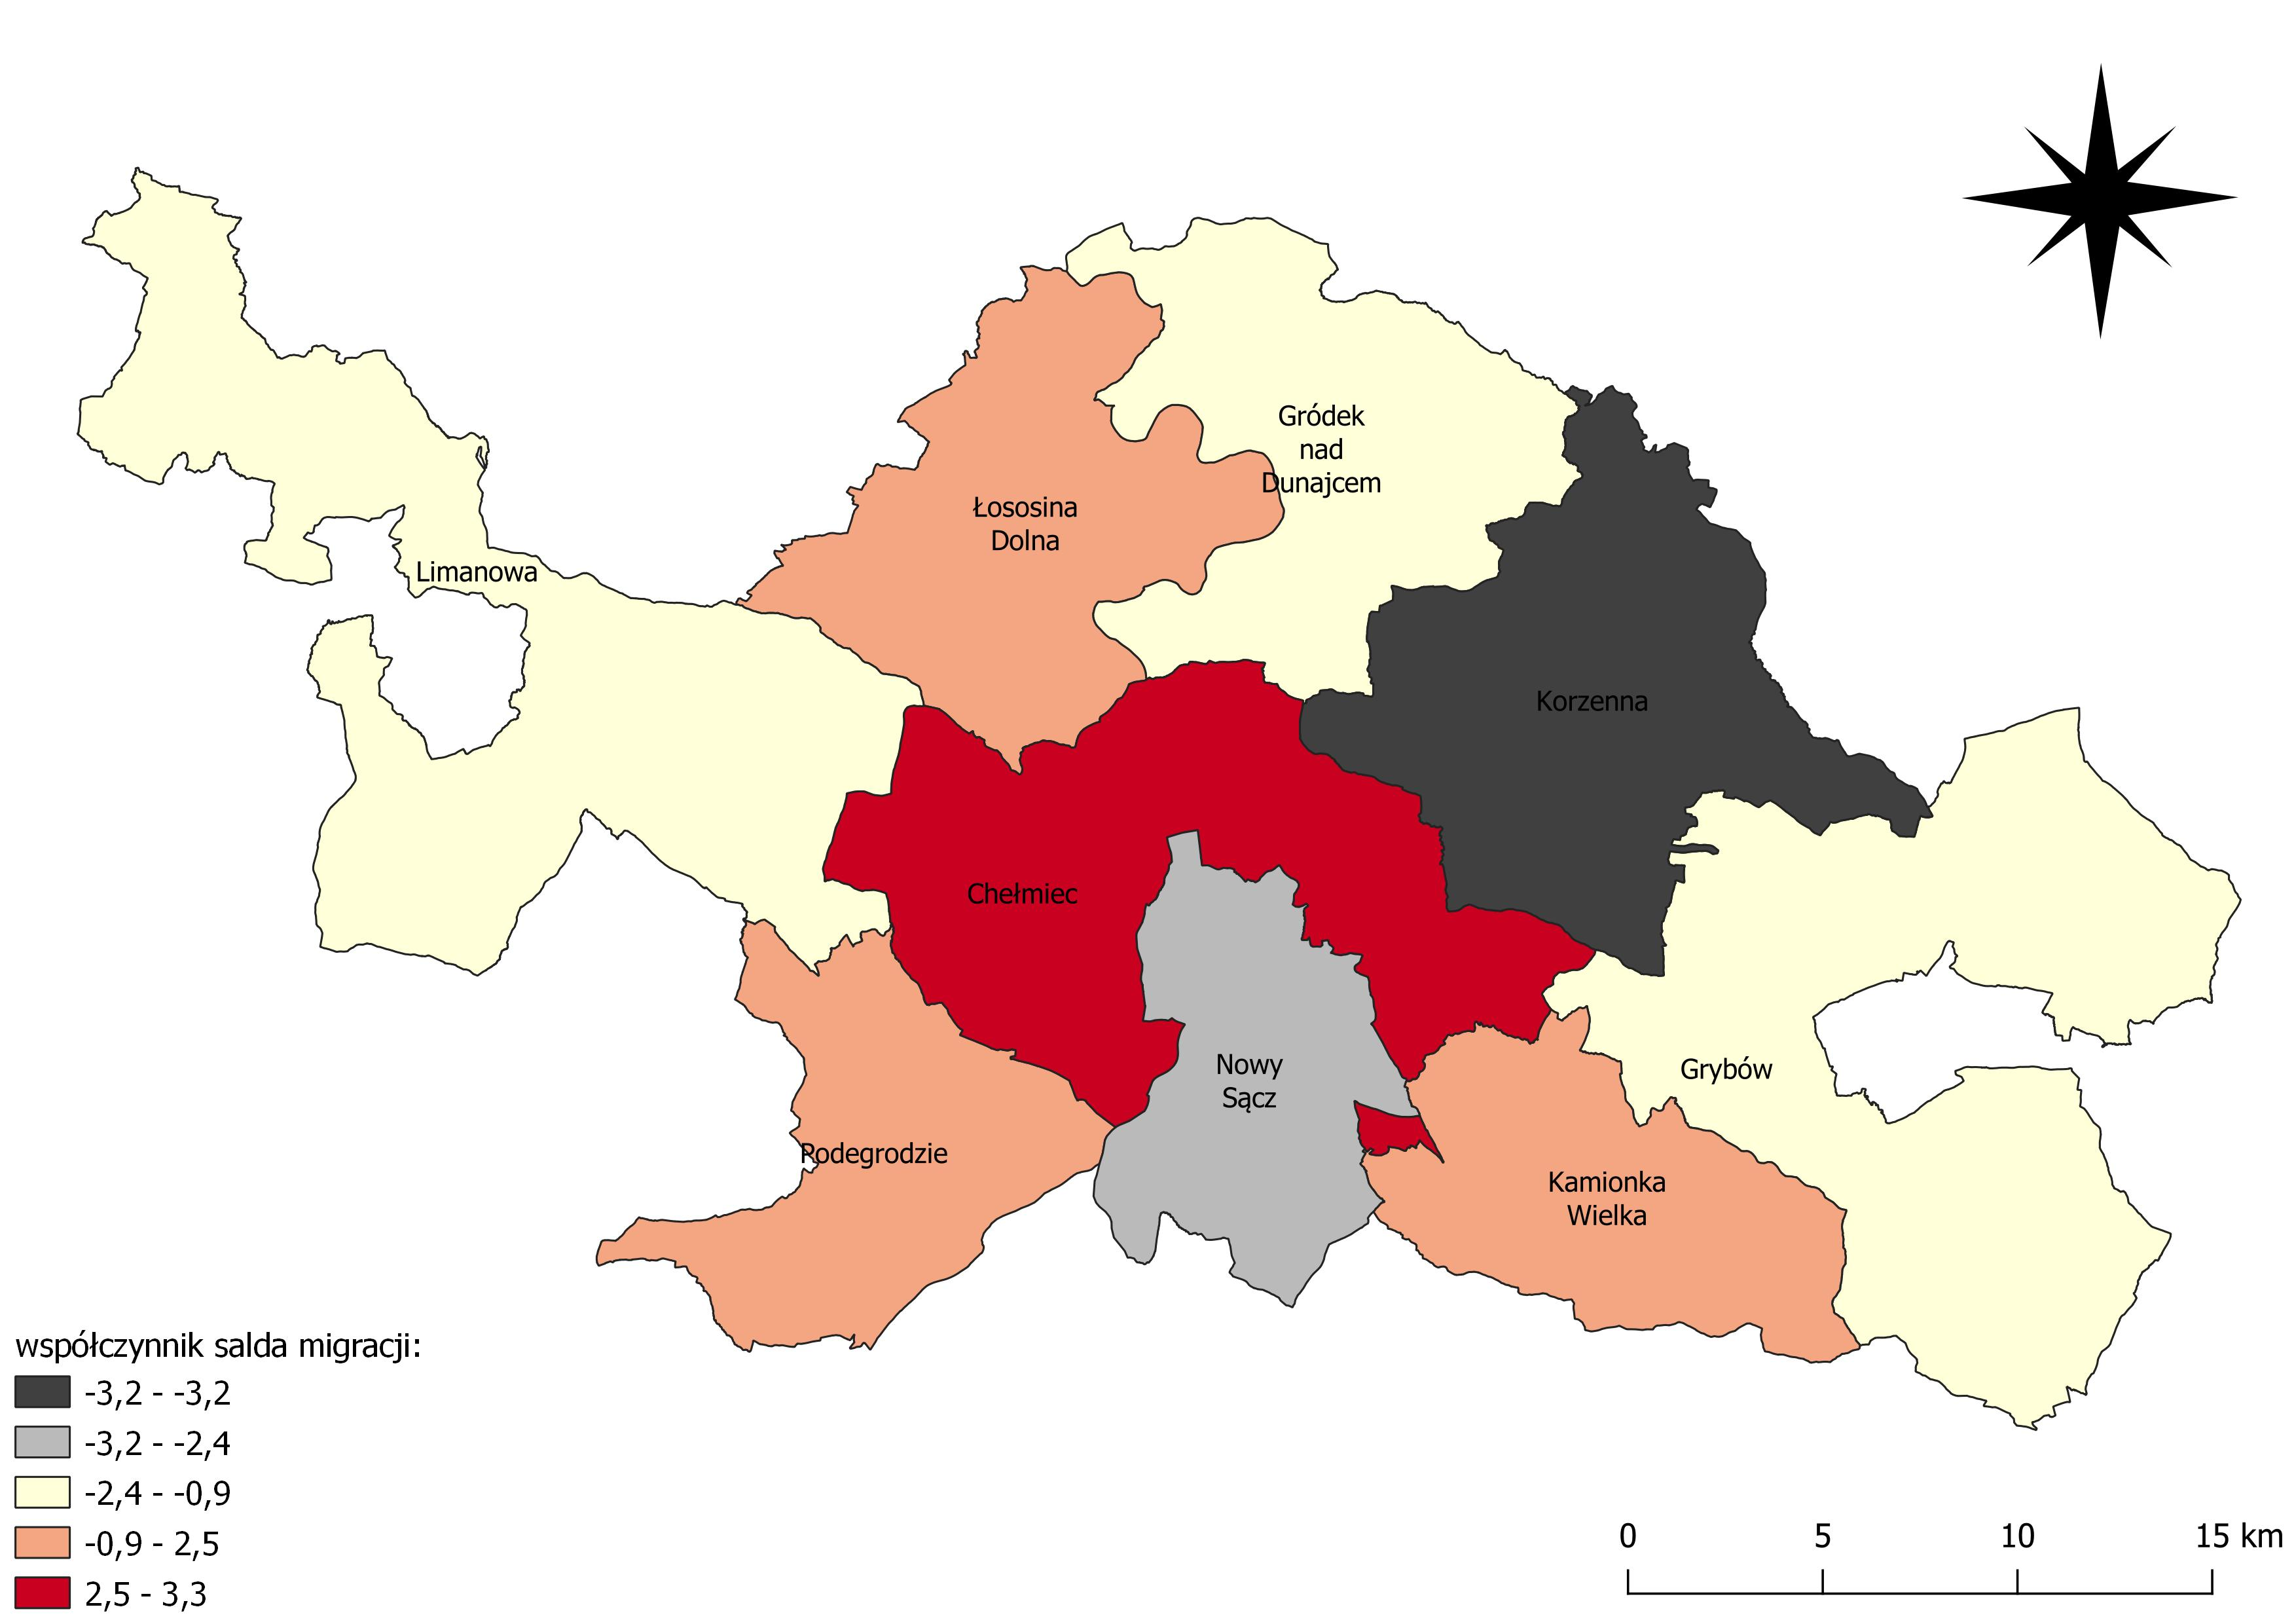 Gródek
nad
Dunajcem
Łososina
Dolna
Limanowa
Korzenna
Chełmiec
Nowy
Sącz
Grybów
Podegrodzie
Kamionka
Wielka
współczynnik salda migracji:
-3,2 - -3,2
-3,2 - -2,4
-2,4 - -0,9
-0,9 - 2,5
2,5 - 3,3
0 5 10 15 km